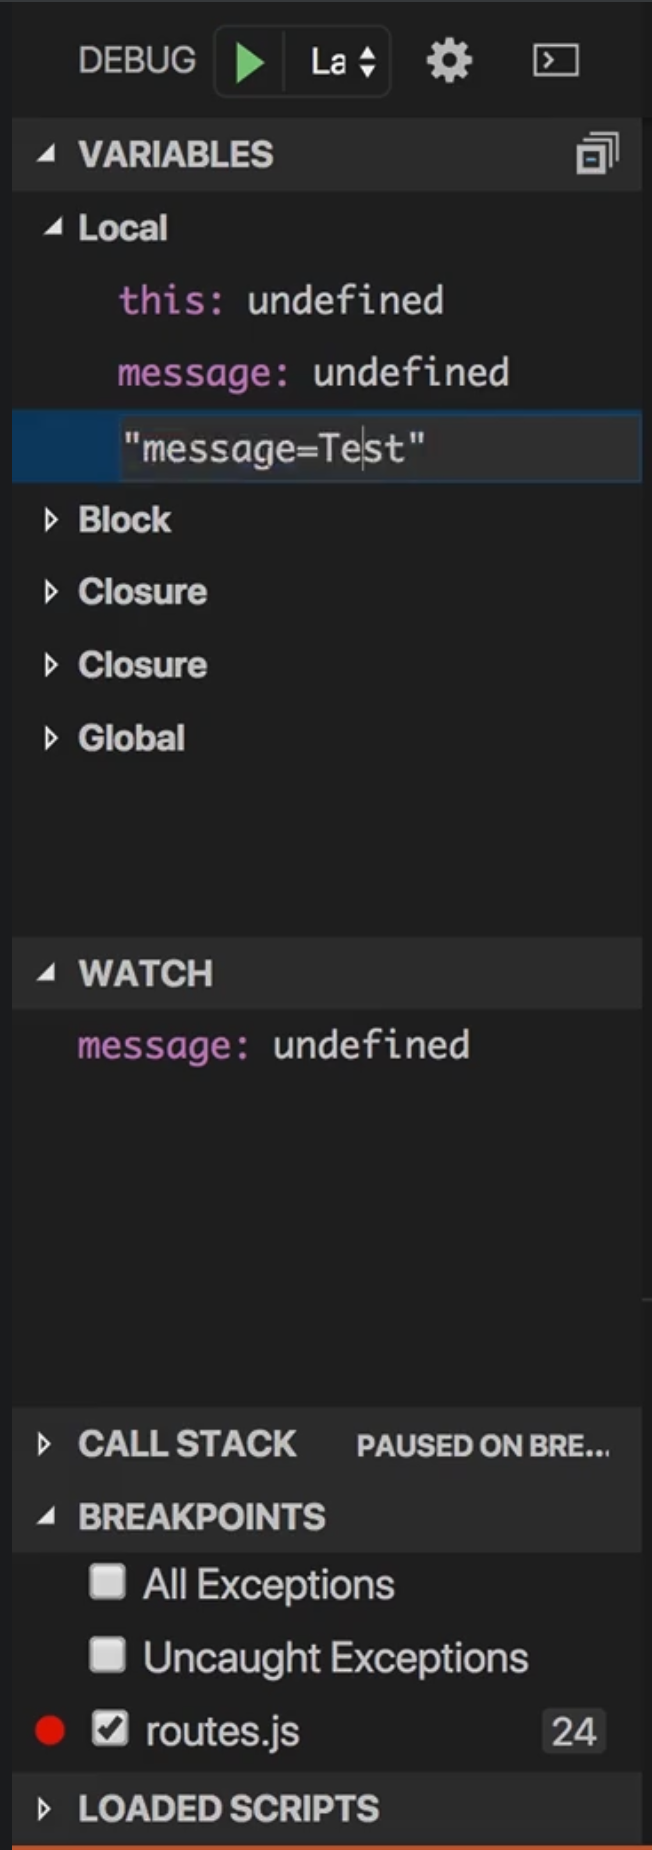 DEBUG La
VARIABLES
Local
this: undefined
message: undefined
"message=Test"
Block
Closure
Closure
Global
WATCH
message: undefined
CALL STACK PAUSED ON BRE...
BREAKPOINTS
All Exceptions
Uncaught Exceptions
routes.js 24
LOADED SCRIPTS